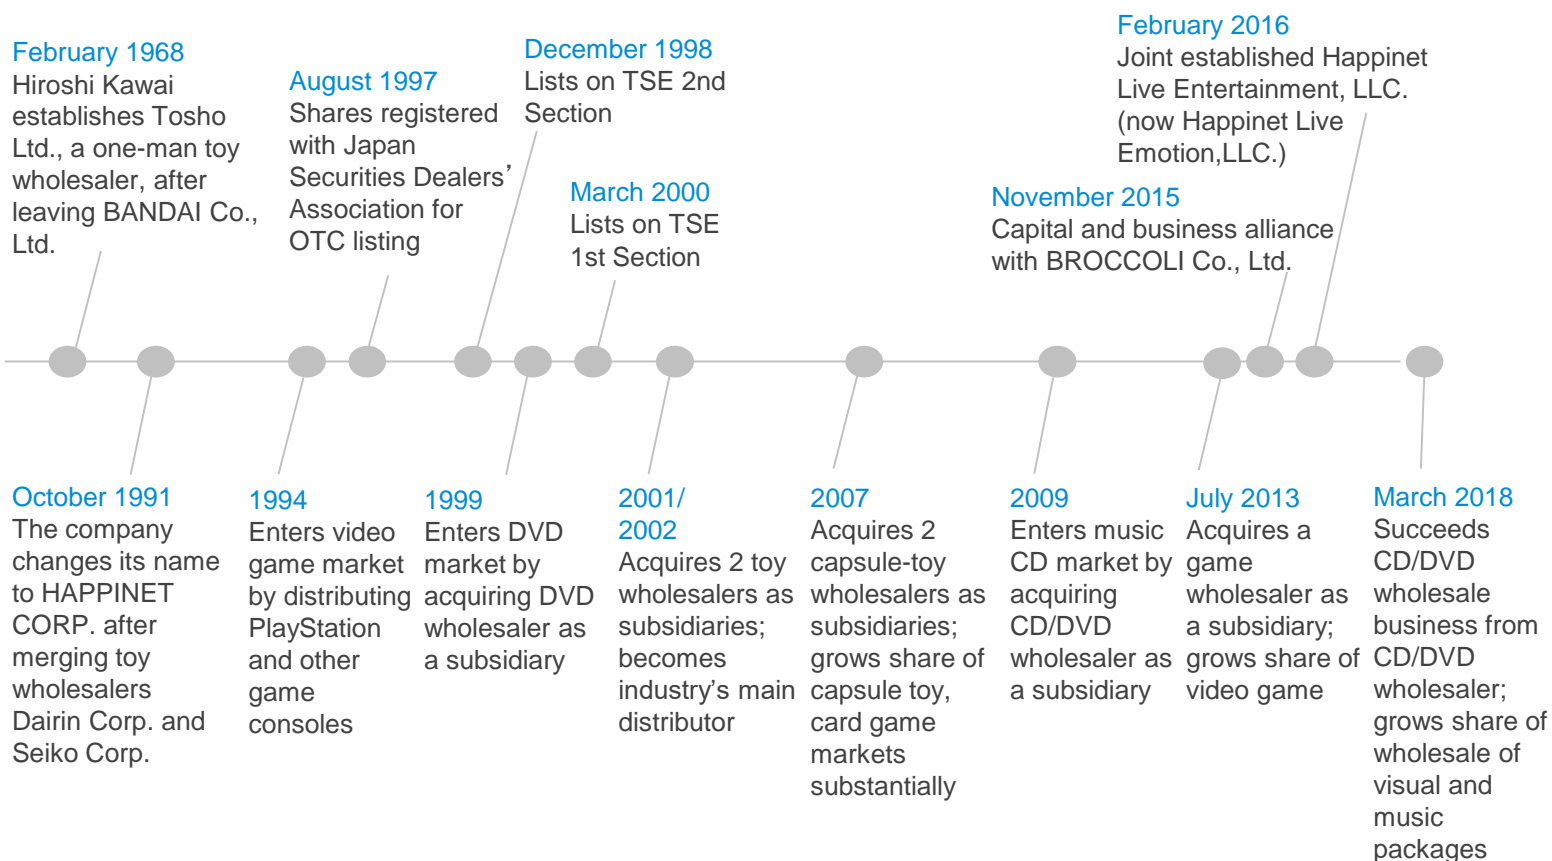 February 1968
Hiroshi Kawai
establishes Tosho
Ltd., a one-man toy
wholesaler, after
leaving BANDAI Co.,
Ltd.
August 1997
Shares registered
with Japan
Securities Dealers’
Association for
OTC listing
December 1998
Lists on TSE 2nd
Section
March 2000
Lists on TSE
1st Section
November 2015
Capital and business alliance
with BROCCOLI Co., Ltd.
February 2016
Joint established Happinet
Live Entertainment, LLC.
(now Happinet Live
Emotion,LLC.)
October 1991
The company
changes its name
to HAPPINET
CORP. after
merging toy
wholesalers
Dairin Corp. and
Seiko Corp.
1994
Enters video
game market
by distributing
PlayStation
and other
game
consoles
1999
Enters DVD
market by
acquiring DVD
wholesaler as
a subsidiary
2001/
2002
Acquires 2 toy
wholesalers as
subsidiaries;
becomes
industry’s main
distributor
2007
Acquires 2
capsule-toy
wholesalers as
subsidiaries;
grows share of
capsule toy,
card game
markets
substantially
2009
Enters music
CD market by
acquiring
CD/DVD
wholesaler as
a subsidiary
July 2013
Acquires a
game
wholesaler as
a subsidiary;
grows share of
video game
March 2018
Succeeds
CD/DVD
wholesale
business from
CD/DVD
wholesaler;
grows share of
wholesale of
visual and
music
packages